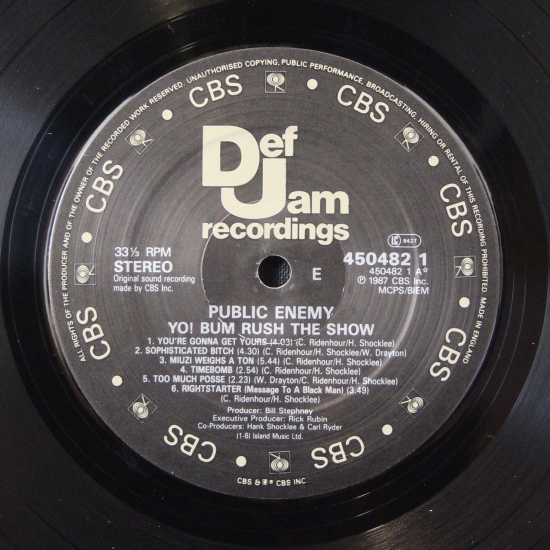 ALL RIGHTS OF THE PRODUCER AND OF THE OWNER OF THE RECORDED WORK RESERVED. UNAUTHORISED COPYING, PUBLIC PERFORMANCE, BROADCASTING, HIRING OR RENTAL OF THIS RECORDING PROHIBITED. MADE IN ENGLAND
CBS
CBS
CBS
CBS
CBS
CBS
CBS
CBS
CBS
Def
Jam
recordings
33⅓ RPM
STEREO
Original sound recording
made by CBS Inc.
E
8427
450482 1
450482 1 A☆
℗ 1987 CBS Inc.
MCPS/BIEM
PUBLIC ENEMY
YO! BUM RUSH THE SHOW
1. YOU'RE GONNA GET YOURS (4.03) (C. Ridenhour/H. Shocklee)
2. SOPHISTICATED BITCH (4.30) (C. Ridenhour/H. Shocklee/W. Drayton)
3. MIUZI WEIGHS A TON (5.44) (C. Ridenhour/H. Shocklee)
4. TIMEBOMB (2.54) (C. Ridenhour/H. Shocklee)
5. TOO MUCH POSSE (2.23) (W. Drayton/C. Ridenhour/H. Shocklee)
6. RIGHTSTARTER (Message To A Black Man) (3.49)
(C. Ridenhour/H. Shocklee)
Producer: Bill Stephney
Executive Producer: Rick Rubin
Co-Producers: Hank Shocklee & Carl Ryder
(1-6) Island Music Ltd.
CBS & ® CBS INC